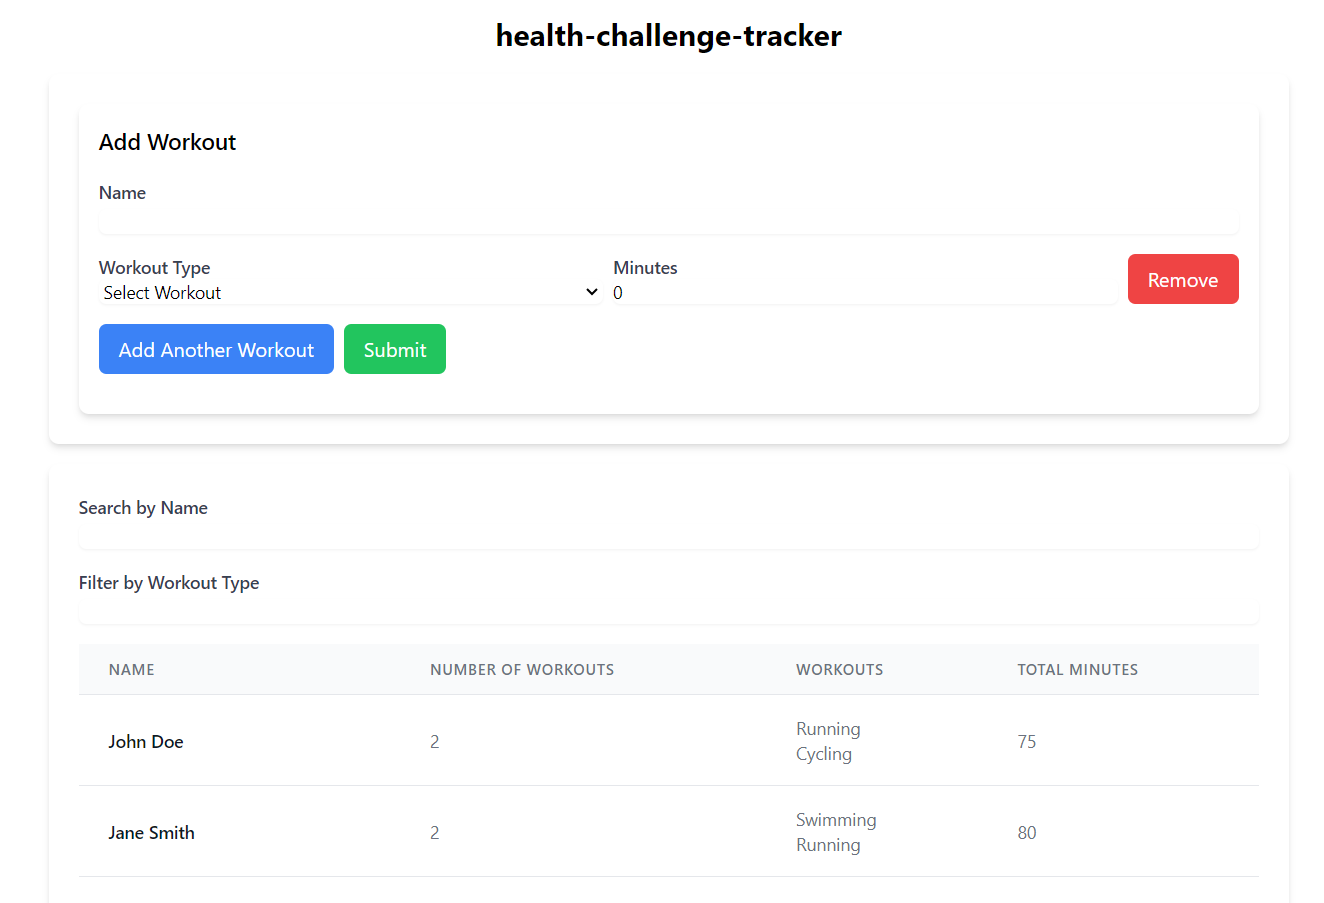 health-challenge-tracker
Add Workout
Name
Workout Type
Minutes
Select Workout
0
Remove
Add Another Workout
Submit
Search by Name
Filter by Workout Type
NAME
NUMBER OF WORKOUTS
WORKOUTS
TOTAL MINUTES
John Doe
2
Running
Cycling
75
Jane Smith
2
Swimming
Running
80